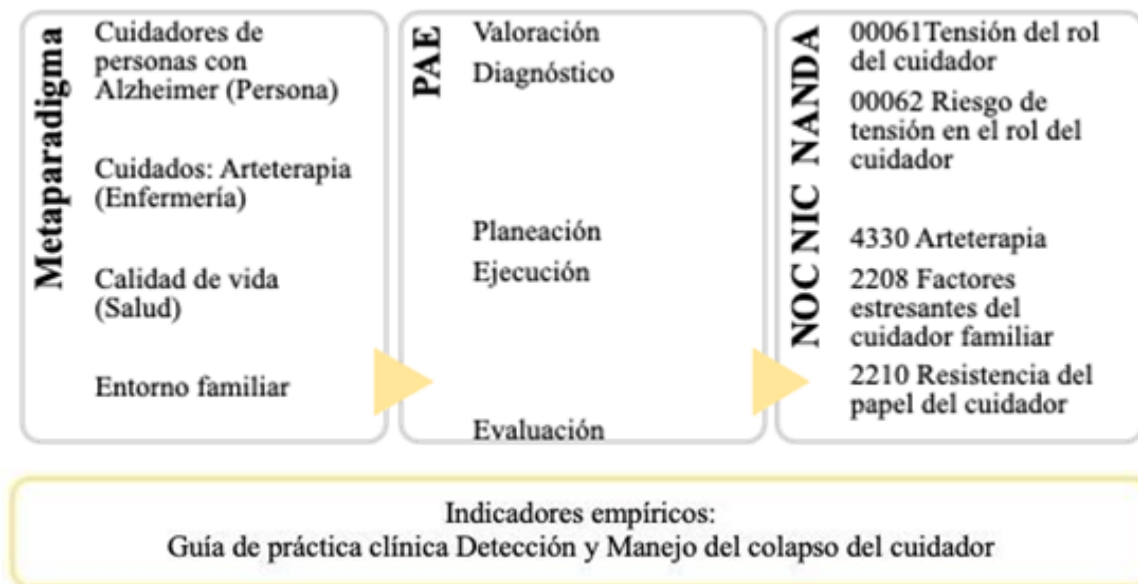 Metaparadigma
Cuidadores de
personas con
Alzheimer (Persona)
Cuidados: Arteterapia
(Enfermería)
Calidad de vida
(Salud)
Entorno familiar
PAE
Valoración
Diagnóstico
Planeación
Ejecución
Evaluación
NOC NIC NANDA
00061Tensión del rol
del cuidador
00062 Riesgo de
tensión en el rol del
cuidador
4330 Arteterapia
2208 Factores
estresantes del
cuidador familiar
2210 Resistencia del
papel del cuidador
Indicadores empíricos:
Guía de práctica clínica Detección y Manejo del colapso del cuidador